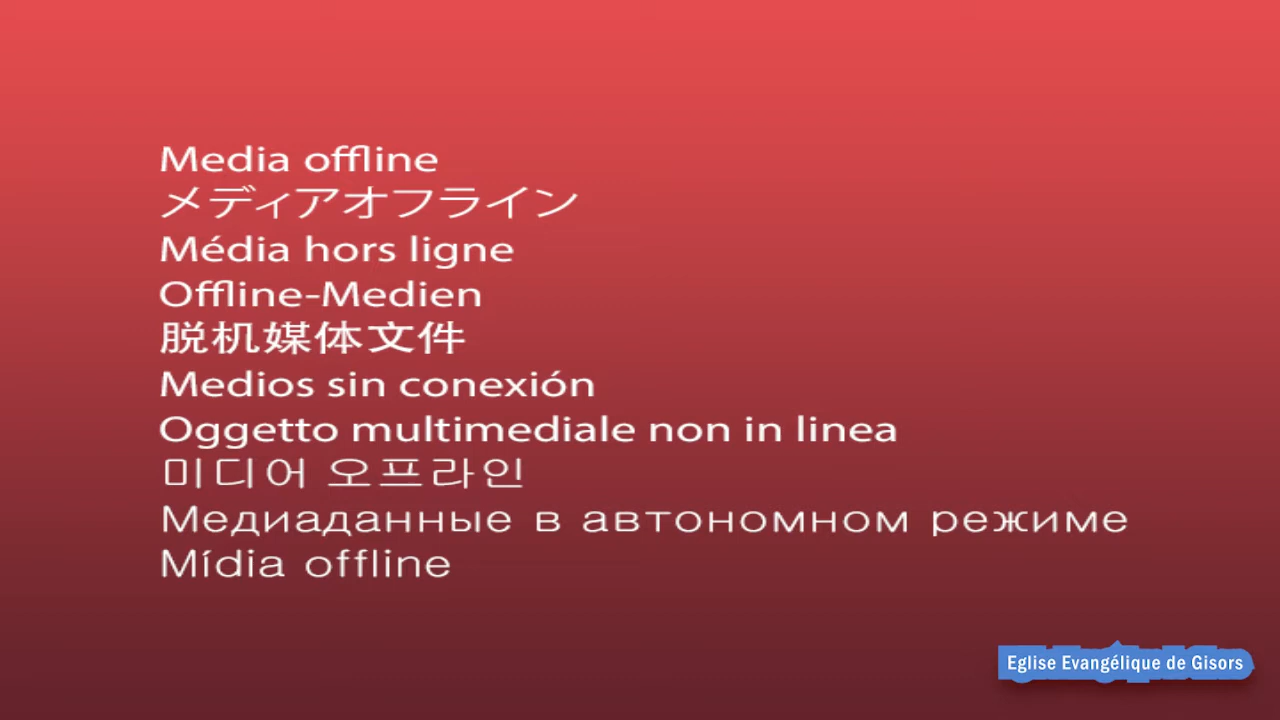 Media offline
メディアオフライン
Média hors ligne
Offline-Medien
脱机媒体文件
Medios sin conexión
Oggetto multimediale non in linea
미디어 오프라인
Медиаданные в автономном режиме
Mídia offline
Eglise Evangélique de Gisors